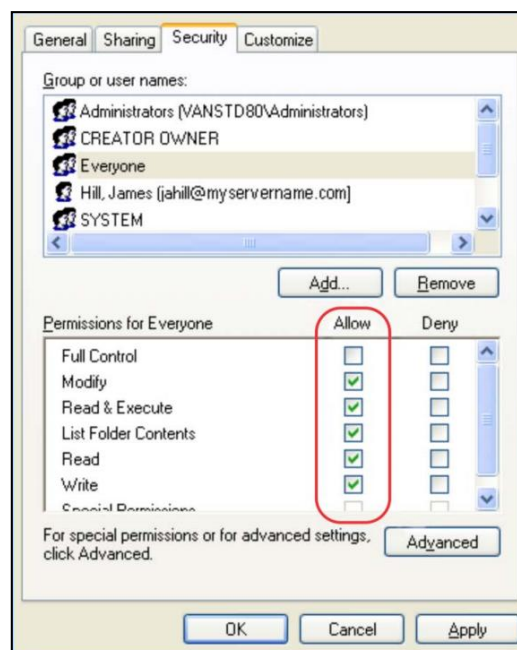 General Sharing Security Customize
Group or user names:
Administrators (VANSTD80\Administrators)
CREATOR OWNER
Everyone
Hill, James (jahill@myservername.com]
SYSTEM
Add... Remove
Permissions for Everyone Allow Deny
Full Control
Modify
Read & Execute
List Folder Contents
Read
Write
Special Permissions
For special permissions or for advanced settings, Advanced
click Advanced.
OK Cancel Apply